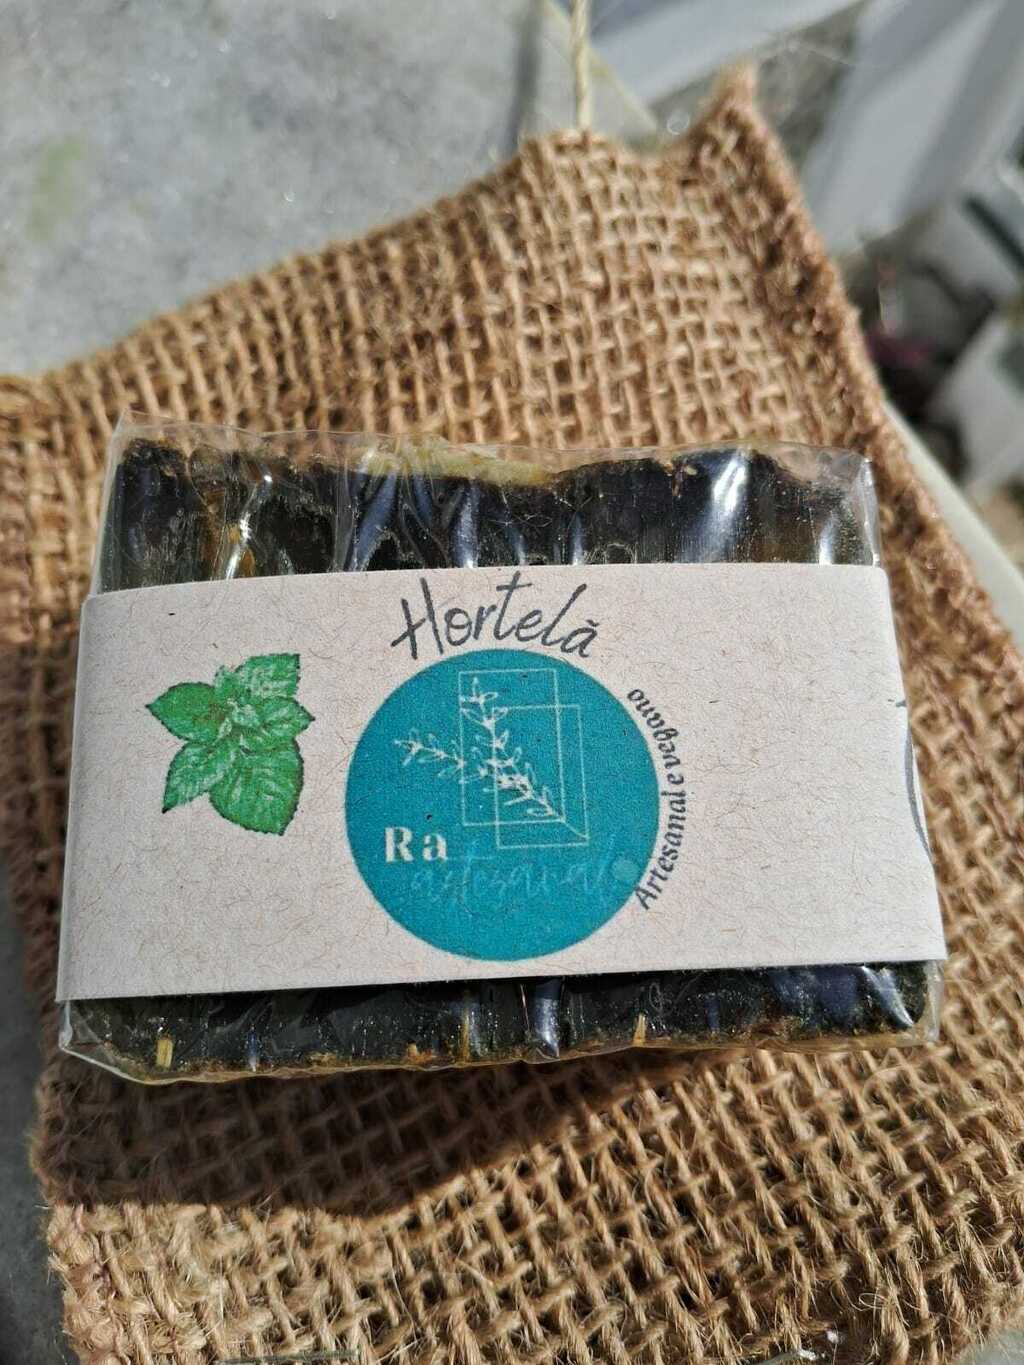 Hortelã
Ra
artesanal
Artesanal e vegano